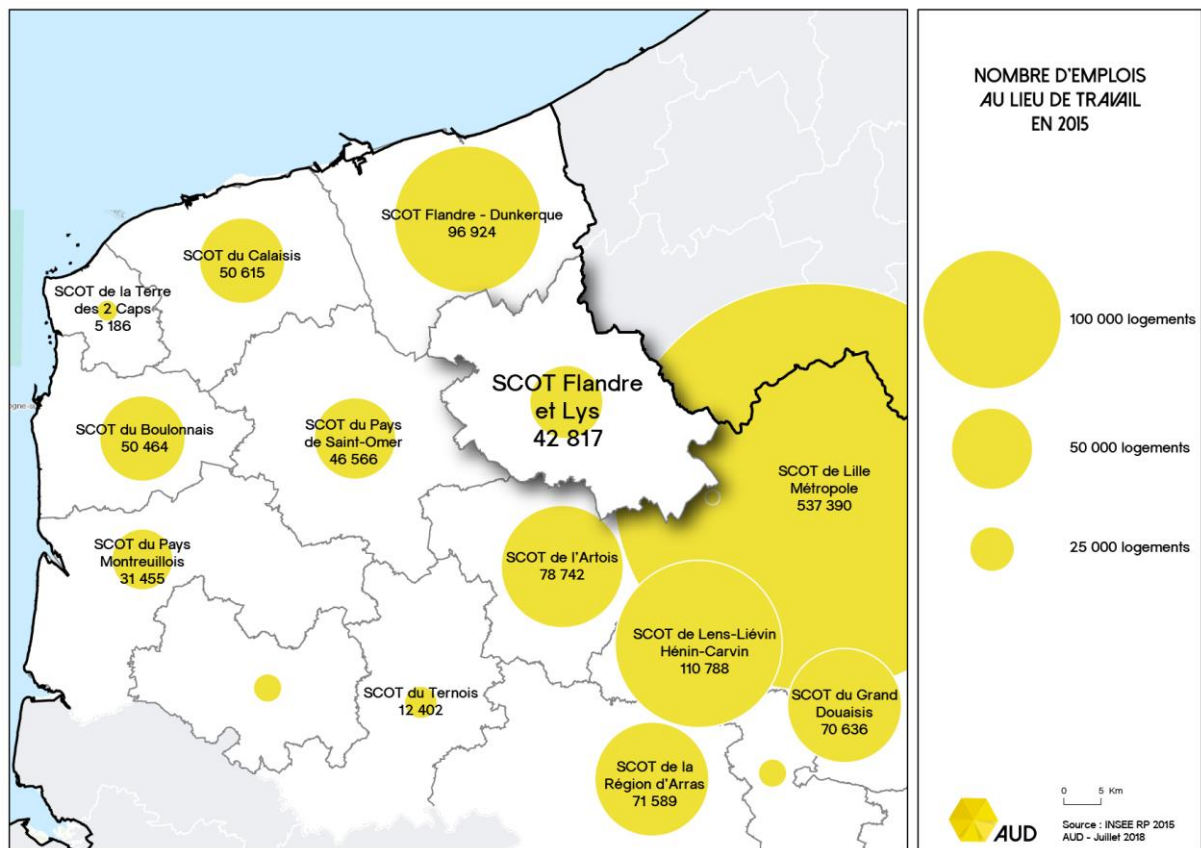 SCOT Flandre - Dunkerque
96 924
SCOT du Calaisis
50 615
SCOT de la Terre
des 2 Caps
5 186
SCOT Flandre
et Lys
42 817
SCOT du Boulonnais
50 464
SCOT du Pays
de Saint-Omer
46 566
SCOT de Lille
Métropole
537 390
SCOT du Pays
Montreuillois
31 455
SCOT de l'Artois
78 742
SCOT de Lens-Liévin
Hénin-Carvin
110 788
SCOT du Ternois
12 402
SCOT du Grand
Douaisis
70 636
SCOT de la
Région d'Arras
71 589
NOMBRE D'EMPLOIS
AU LIEU DE TRAVAIL
EN 2015
100 000 logements
50 000 logements
25 000 logements
0 5 Km
AUD
Source : INSEE RP 2015
AUD - Juillet 2018